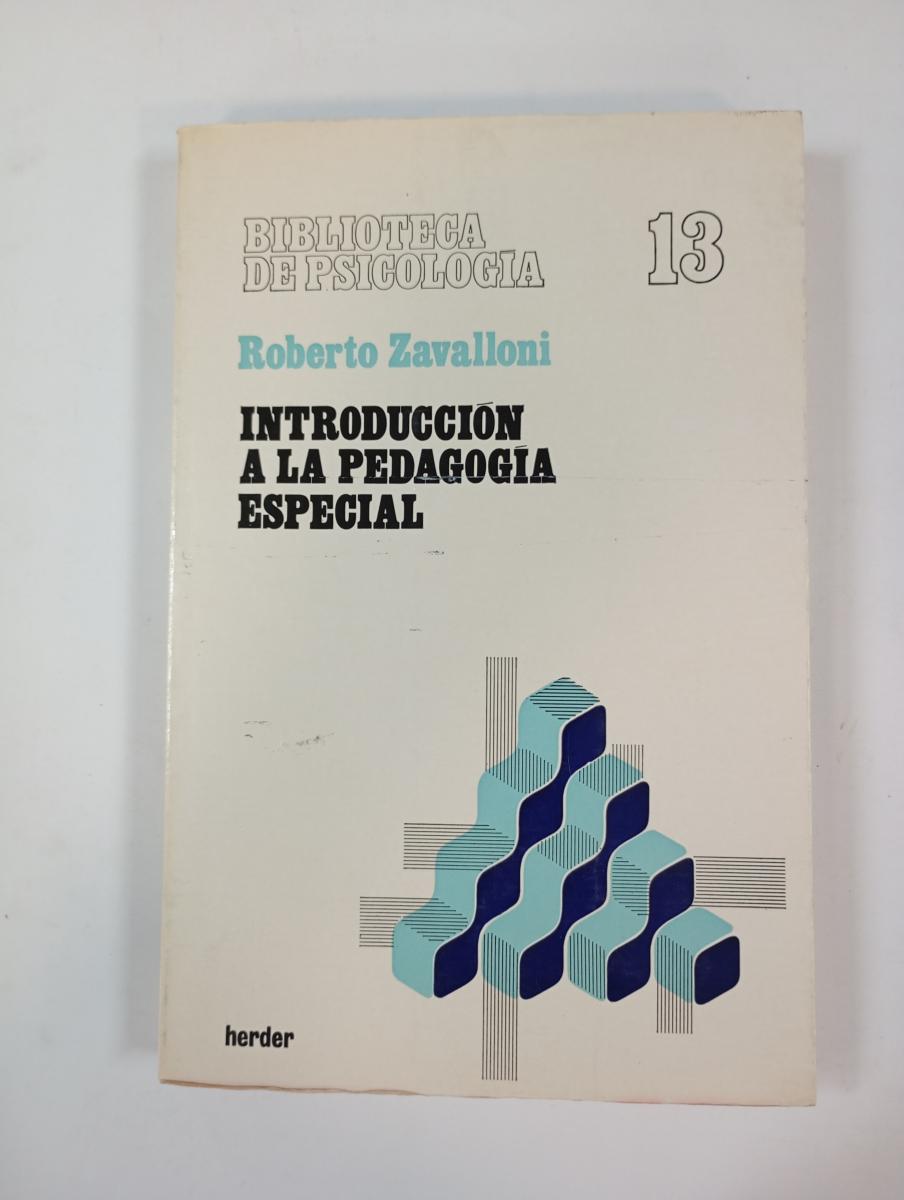 BIBLIOTECA
DE PSICOLOGÍA
13
Roberto Zavalloni
INTRODUCCIÓN
A LA PEDAGOGÍA
ESPECIAL
herder